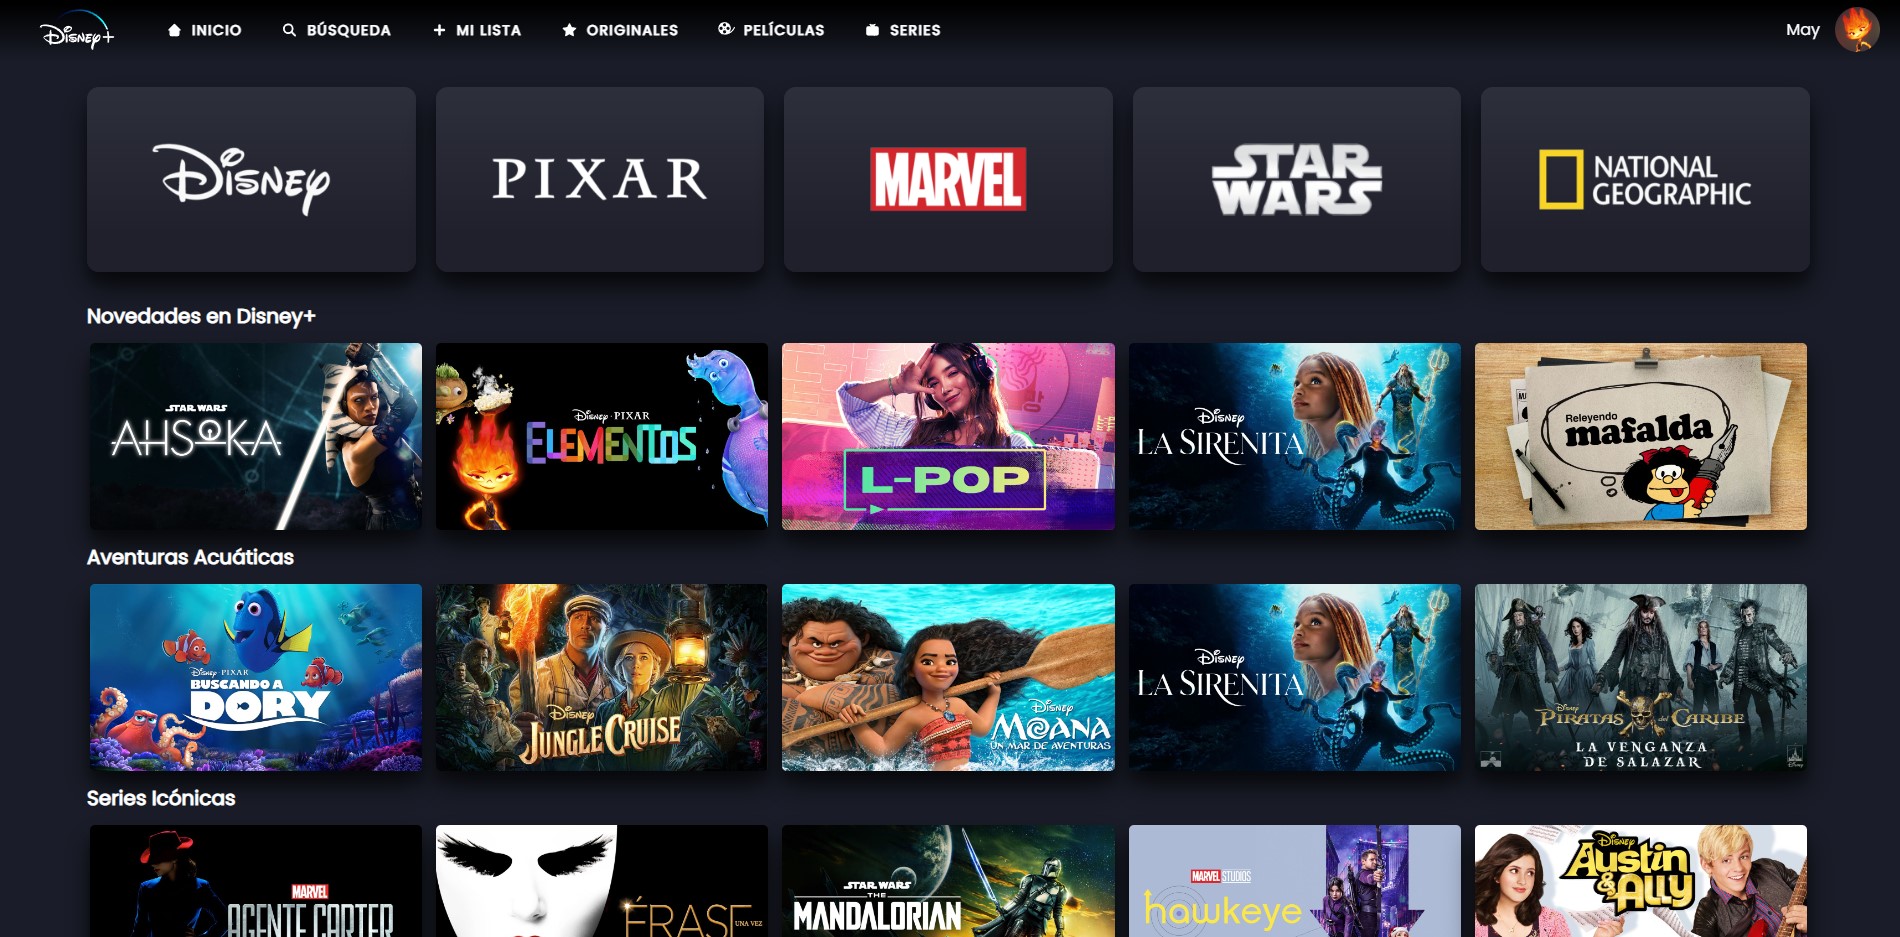 Disney+
INICIO
BÚSQUEDA
MI LISTA
ORIGINALES
PELÍCULAS
SERIES
May
Disney
PIXAR
MARVEL
STAR
WARS
NATIONAL
GEOGRAPHIC
Novedades en Disney+
STAR WARS
AHSOKA
Disney · PIXAR
ELEMENTOS
L-POP
Disney
LA SIRENITA
Releyendo
mafalda
Aventuras Acuáticas
Disney · PIXAR
BUSCANDO A
DORY
Disney
JUNGLE CRUISE
Disney
MOANA
UN MAR DE AVENTURAS
Disney
LA SIRENITA
Disney
PIRATAS del CARIBE
LA VENGANZA
DE SALAZAR
Series Icónicas
MARVEL
AGENTE CARTER
ÉRASE
UNA VEZ
STAR WARS
THE
MANDALORIAN
MARVEL STUDIOS
hawkeye
Disney
Austin
& Ally